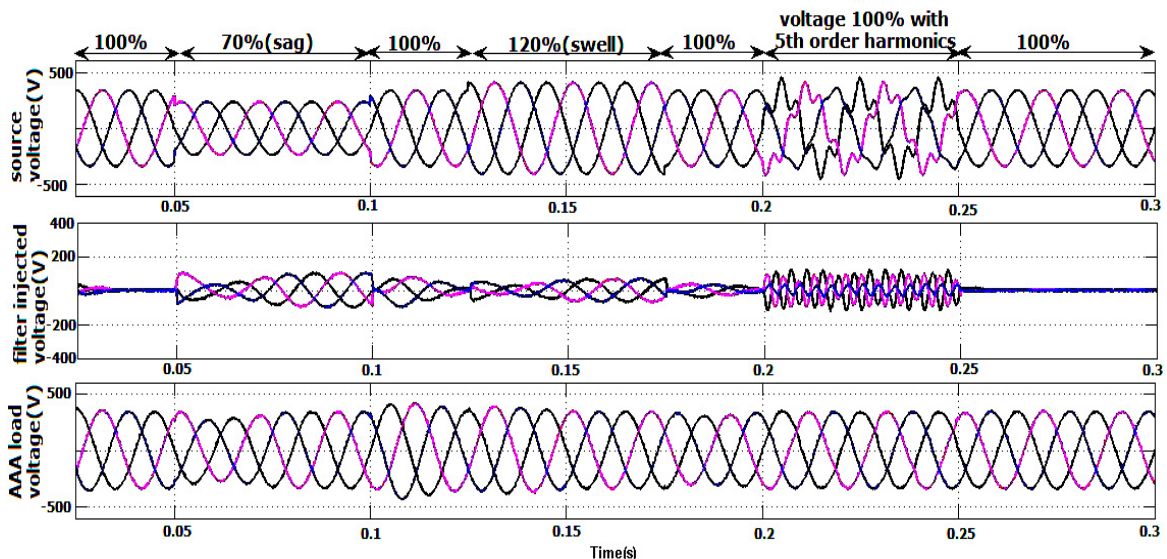 voltage 100% with
100% 70%(sag) 100% 120%(swell) 100% 5th order harmonics 100%
source
voltage(V)
500
-500
0.05 0.1 0.15 0.2 0.25 0.3
filter injected
voltage(V)
400
200
0
-200
-400
0.05 0.1 0.15 0.2 0.25 0.3
AAA load
voltage(V)
500
-500
0.05 0.1 0.15 0.2 0.25 0.3
Time(s)